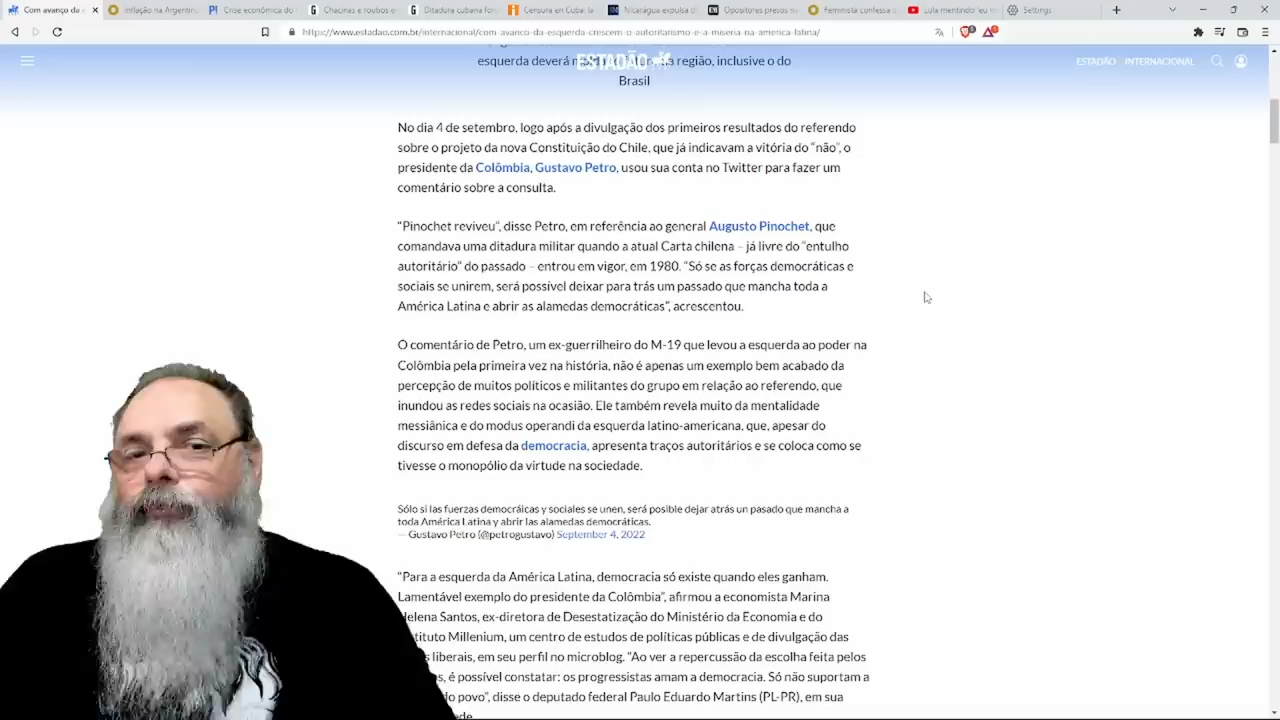 Com avanço da e
Inflação na Argentin
Crise econômica do
Chacinas e roubos e
Ditadura cubana for
Censura en Cuba: la
Nicarágua expulsa di
Opositores presos so
Feminista confessa q
Lula mentindo "eu m
Settings
https://www.estadao.com.br/internacional/com-avanco-da-esquerda-crescem-o-autoritarismo-e-a-miseria-na-america-latina/
esquerda deverá região, inclusive o do
ESTADÃO
ESTADÃO INTERNACIONAL
Brasil
No dia 4 de setembro, logo após a divulgação dos primeiros resultados do referendo
sobre o projeto da nova Constituição do Chile, que já indicavam a vitória do "não", o
presidente da Colômbia, Gustavo Petro, usou sua conta no Twitter para fazer um
comentário sobre a consulta.
"Pinochet reviveu", disse Petro, em referência ao general Augusto Pinochet, que
comandava uma ditadura militar quando a atual Carta chilena – já livre do "entulho
autoritário" do passado – entrou em vigor, em 1980. "Só se as forças democráticas e
sociais se unirem, será possível deixar para trás um passado que mancha toda a
América Latina e abrir as alamedas democráticas", acrescentou.
O comentário de Petro, um ex-guerrilheiro do M-19 que levou a esquerda ao poder na
Colômbia pela primeira vez na história, não é apenas um exemplo bem acabado da
percepção de muitos políticos e militantes do grupo em relação ao referendo, que
inundou as redes sociais na ocasião. Ele também revela muito da mentalidade
messiânica e do modus operandi da esquerda latino-americana, que, apesar do
discurso em defesa da democracia, apresenta traços autoritários e se coloca como se
tivesse o monopólio da virtude na sociedade.
Sólo si las fuerzas democráicas y sociales se unen, será posible dejar atrás un pasado que mancha a
toda América Latina y abrir las alamedas democráticas.
— Gustavo Petro (@petrogustavo) September 4, 2022
"Para a esquerda da América Latina, democracia só existe quando eles ganham.
Lamentável exemplo do presidente da Colômbia", afirmou a economista Marina
Helena Santos, ex-diretora de Desestatização do Ministério da Economia e do
tituto Millenium, um centro de estudos de políticas públicas e de divulgação das
s liberais, em seu perfil no microblog. "Ao ver a repercussão da escolha feita pelos
s, é possível constatar: os progressistas amam a democracia. Só não suportam a
do povo", disse o deputado federal Paulo Eduardo Martins (PL-PR), em sua
ede.